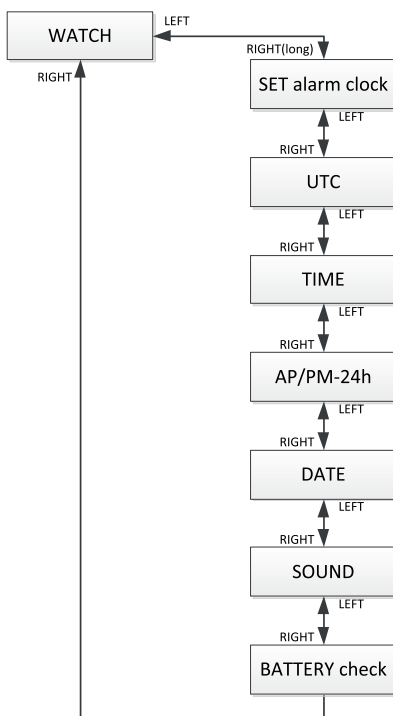 WATCH
LEFT
RIGHT
RIGHT(long)
SET alarm clock
LEFT
RIGHT
UTC
LEFT
RIGHT
TIME
LEFT
RIGHT
AP/PM-24h
LEFT
RIGHT
DATE
LEFT
RIGHT
SOUND
LEFT
RIGHT
BATTERY check